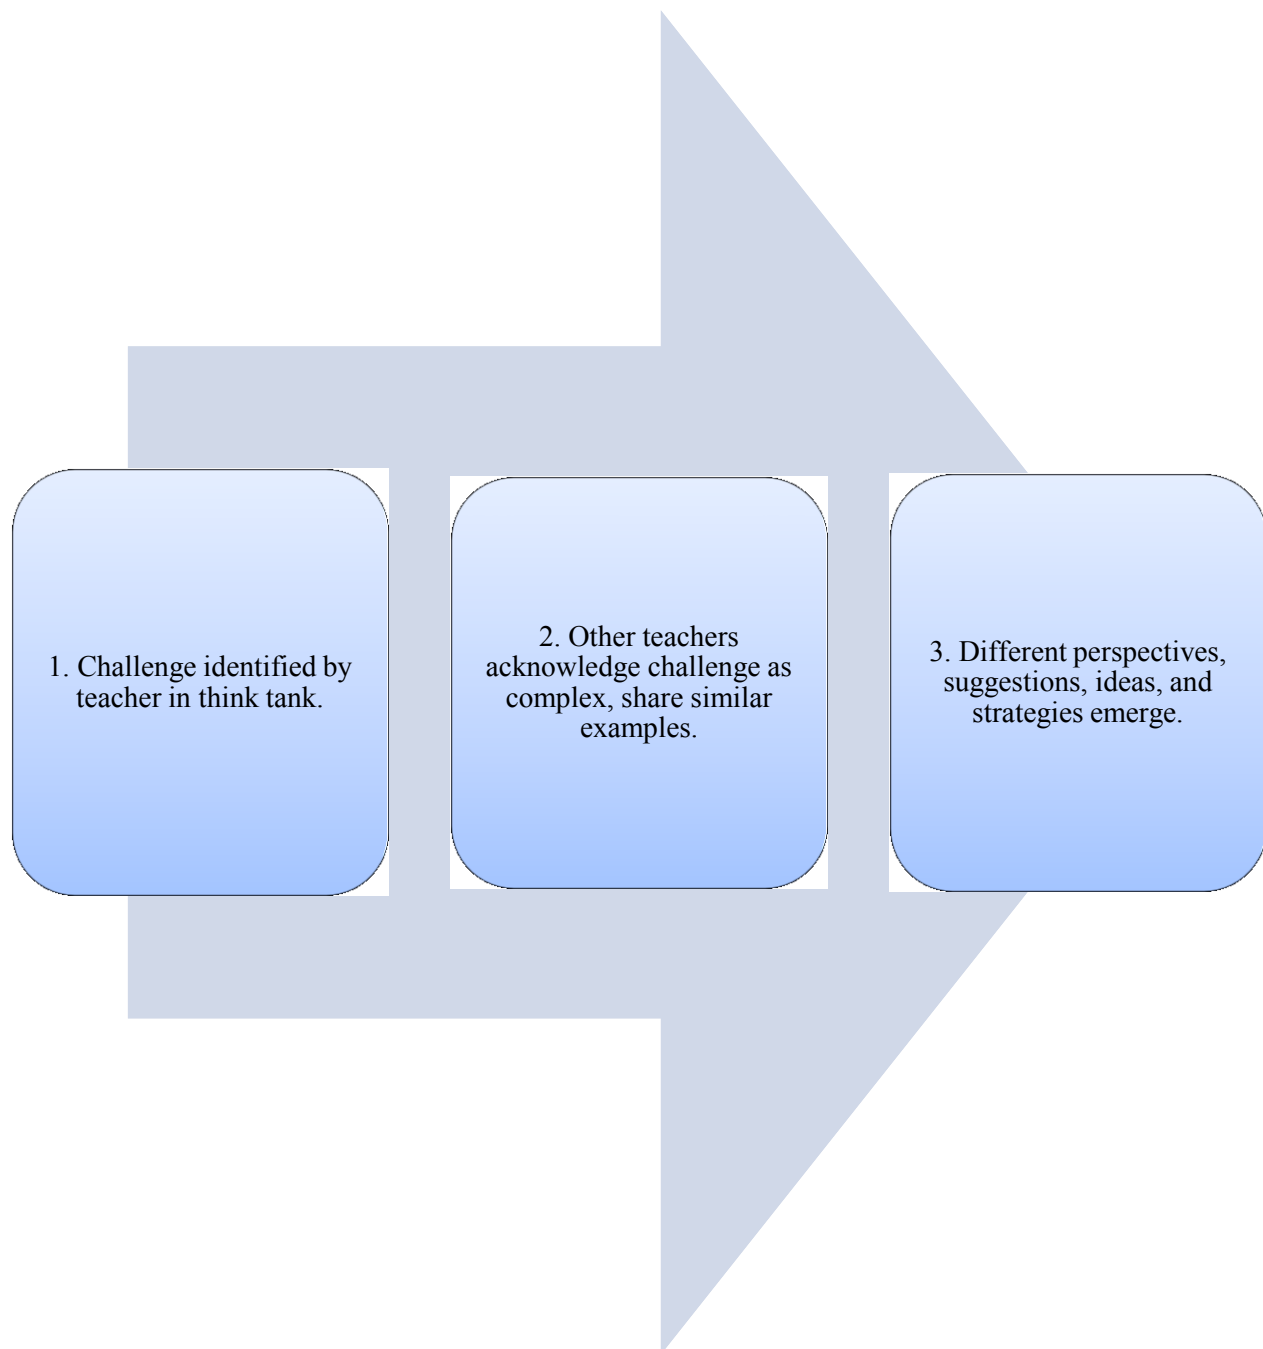 1. Challenge identified by
teacher in think tank.
2. Other teachers
acknowledge challenge as
complex, share similar
examples.
3. Different perspectives,
suggestions, ideas, and
strategies emerge.